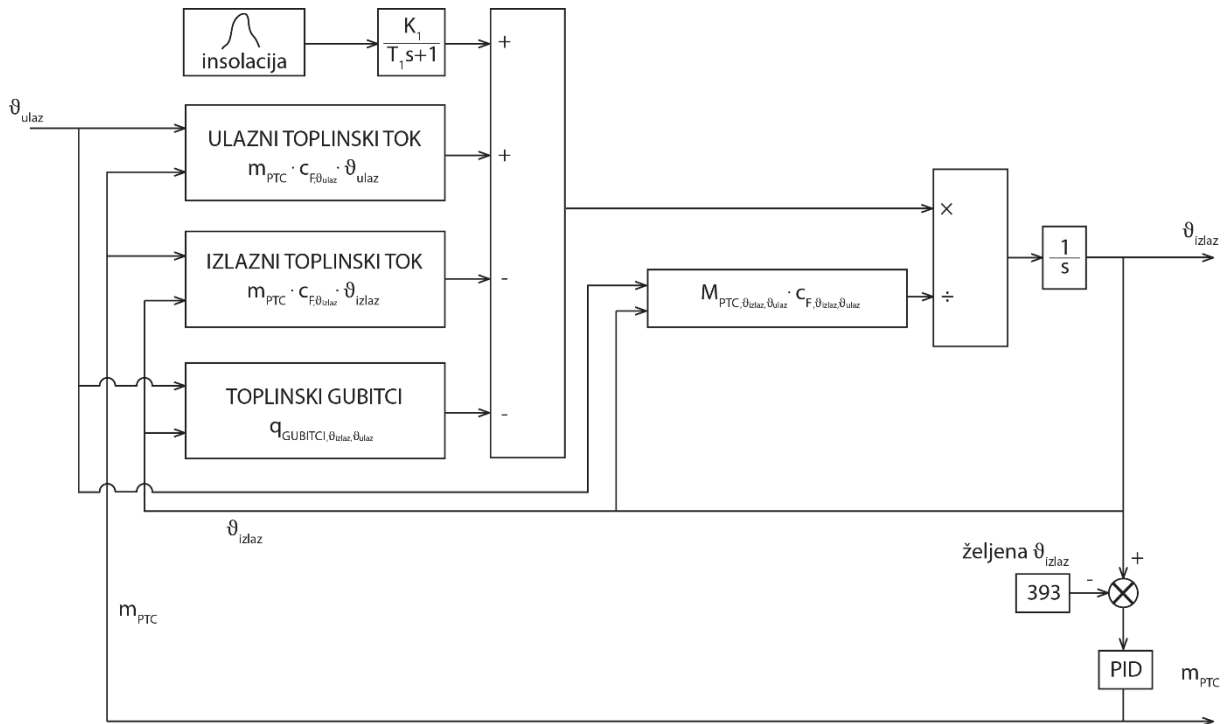 insolacija
K₁
T₁s+1
+
ϑulaz
ULAZNI TOPLINSKI TOK
mPTC · cF,ϑulaz · ϑulaz
+
IZLAZNI TOPLINSKI TOK
mPTC · cF,ϑizlaz · ϑizlaz
-
TOPLINSKI GUBITCI
qGUBITCI,ϑizlaz,ϑulaz
-
MPTC,ϑizlaz,ϑulaz · cF,ϑizlaz,ϑulaz
×
÷
1
s
ϑizlaz
ϑizlaz
željena ϑizlaz
+
-
393
PID
mPTC
mPTC